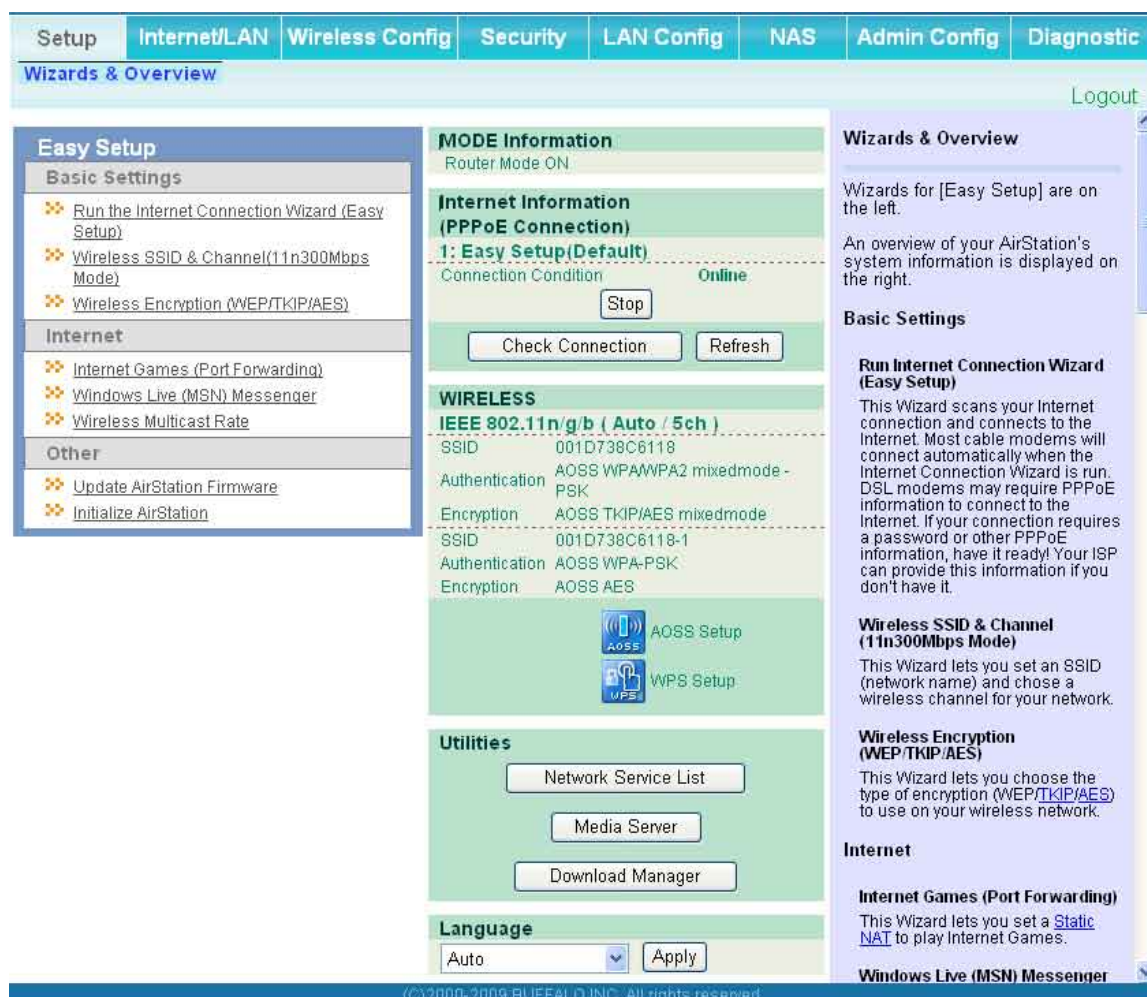 Setup Internet/LAN Wireless Config Security LAN Config NAS Admin Config Diagnostic
Wizards & Overview
Logout
Easy Setup
Basic Settings
Run the Internet Connection Wizard (Easy
Setup)
Wireless SSID & Channel(11n300Mbps
Mode)
Wireless Encryption (WEP/TKIP/AES)
Internet
Internet Games (Port Forwarding)
Windows Live (MSN) Messenger
Wireless Multicast Rate
Other
Update AirStation Firmware
Initialize AirStation
MODE Information
Router Mode ON
Internet Information
(PPPoE Connection)
1: Easy Setup(Default)
Connection Condition Online
Stop
Check Connection Refresh
WIRELESS
IEEE 802.11n/g/b ( Auto / 5ch )
SSID 001D738C6118
Authentication AOSS WPA/WPA2 mixedmode -
PSK
Encryption AOSS TKIP/AES mixedmode
SSID 001D738C6118-1
Authentication AOSS WPA-PSK
Encryption AOSS AES
AOSS
AOSS Setup
WPS
WPS Setup
Utilities
Network Service List
Media Server
Download Manager
Language
Auto Apply
Wizards & Overview
Wizards for [Easy Setup] are on
the left.
An overview of your AirStation's
system information is displayed on
the right.
Basic Settings
Run Internet Connection Wizard
(Easy Setup)
This Wizard scans your Internet
connection and connects to the
Internet. Most cable modems will
connect automatically when the
Internet Connection Wizard is run.
DSL modems may require PPPoE
information to connect to the
Internet. If your connection requires
a password or other PPPoE
information, have it ready! Your ISP
can provide this information if you
don't have it.
Wireless SSID & Channel
(11n300Mbps Mode)
This Wizard lets you set an SSID
(network name) and chose a
wireless channel for your network.
Wireless Encryption
(WEP/TKIP/AES)
This Wizard lets you choose the
type of encryption (WEP/TKIP/AES)
to use on your wireless network.
Internet
Internet Games (Port Forwarding)
This Wizard lets you set a Static
NAT to play Internet Games.
Windows Live (MSN) Messenger
(C)2000-2009 BUFFALO INC. All rights reserved.